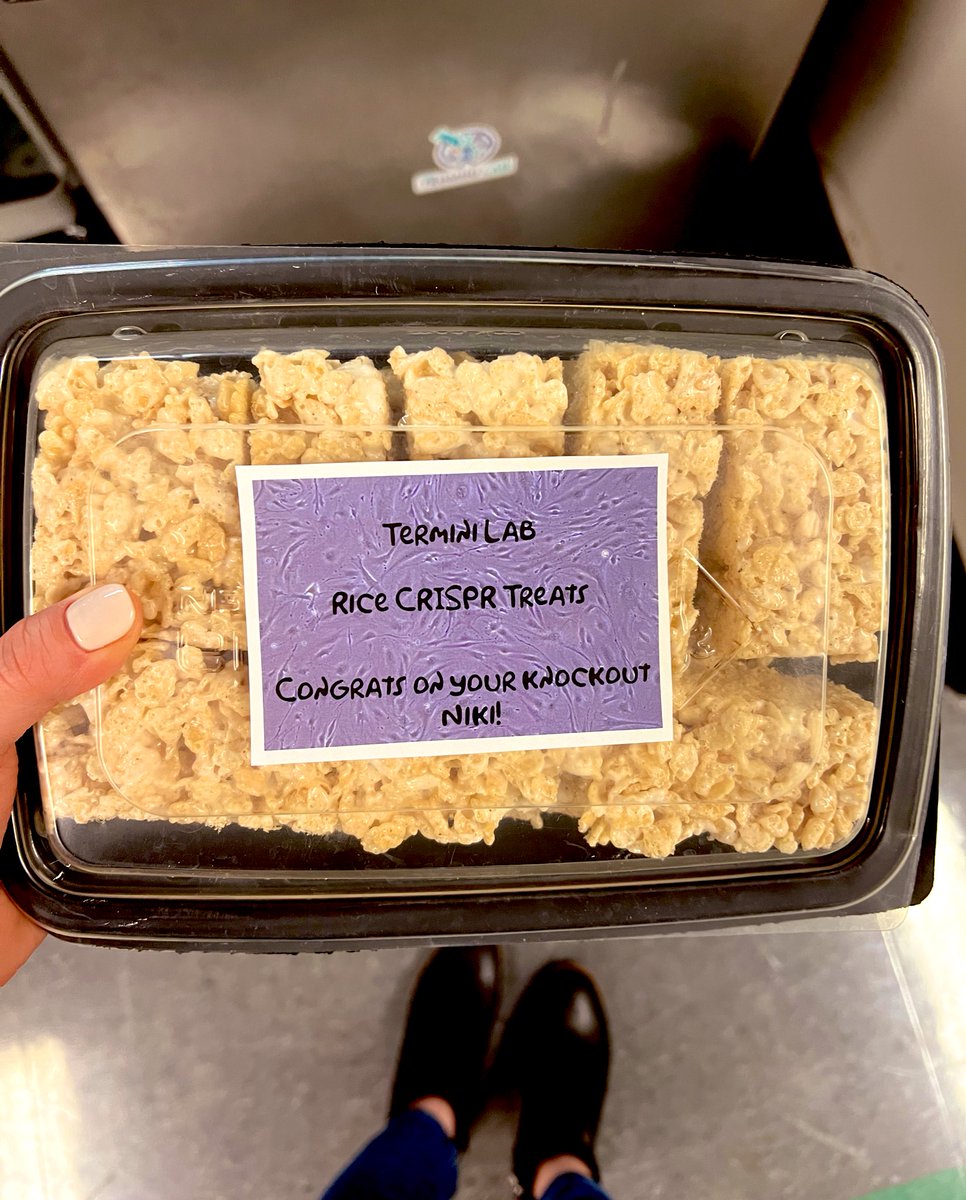 TERMINI LAB
RICE CRISPR TREATS
CONGRATS ON YOUR KNOCKOUT
NIKI!